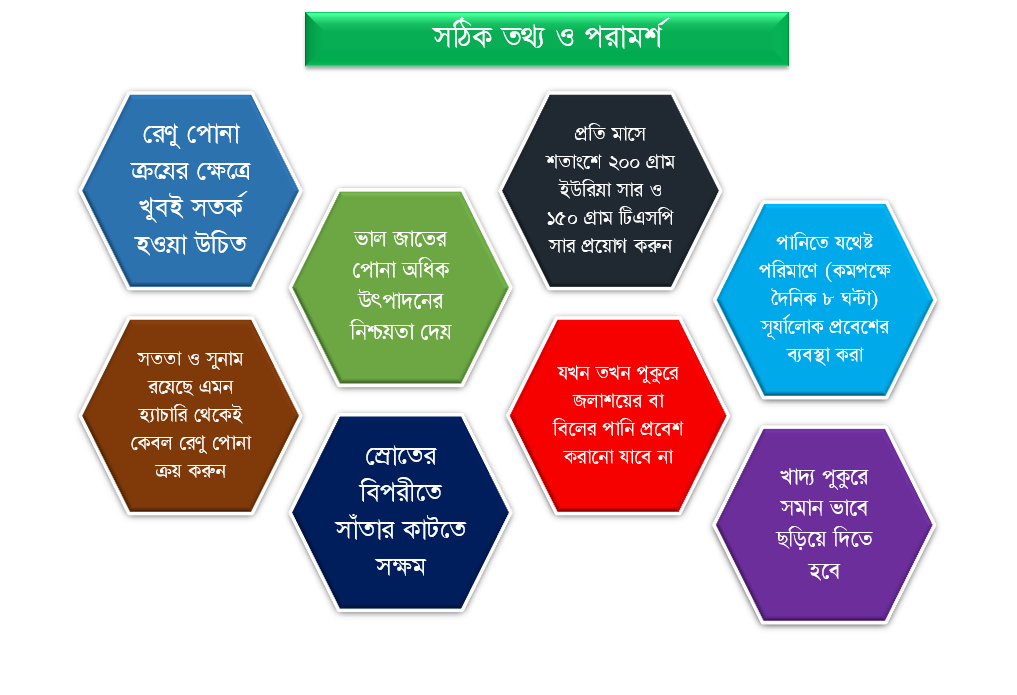 সঠিক তথ্য ও পরামর্শ
রেণু পোনা
ক্রয়ের ক্ষেত্রে
খুবই সতর্ক
হওয়া উচিত
ভাল জাতের
পোনা অধিক
উৎপাদনের
নিশ্চয়তা দেয়
প্রতি মাসে
শতাংশে ২০০ গ্রাম
ইউরিয়া সার ও
১৫০ গ্রাম টিএসপি
সার প্রয়োগ করুন
পানিতে যথেষ্ট
পরিমাণে (কমপক্ষে
দৈনিক ৮ ঘন্টা)
সূর্যালোক প্রবেশের
ব্যবস্থা করা
সততা ও সুনাম
রয়েছে এমন
হ্যাচারি থেকেই
কেবল রেণু পোনা
ক্রয় করুন
স্রোতের
বিপরীতে
সাঁতার কাটতে
সক্ষম
যখন তখন পুকুরে
জলাশয়ের বা
বিলের পানি প্রবেশ
করানো যাবে না
খাদ্য পুকুরে
সমান ভাবে
ছড়িয়ে দিতে
হবে